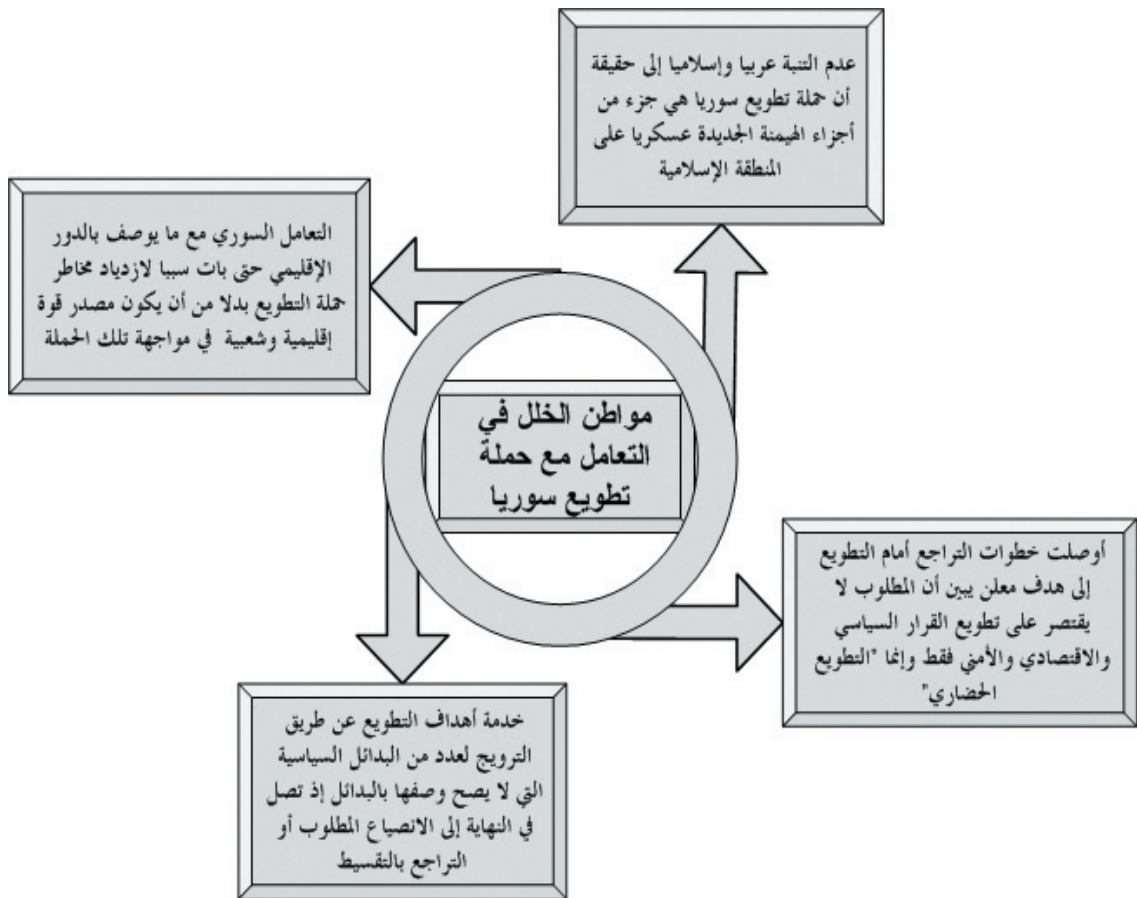 عدم التنبة عربيا وإسلاميا إلى حقيقة
أن حملة تطويع سوريا هي جزء من
أجزاء الهيمنة الجديدة عسكريا على
المنطقة الإسلامية
التعامل السوري مع ما يوصف بالدور
الإقليمي حتى بات سببا لازدياد مخاطر
حملة التطويع بدلا من أن يكون مصدر قوة
إقليمية وشعبية في مواجهة تلك الحملة
مواطن الخلل في
التعامل مع حملة
تطويع سوريا
أوصلت خطوات التراجع أمام التطويع
إلى هدف معلن يبين أن المطلوب لا
يقتصر على تطويع القرار السياسي
والاقتصادي والأمني فقط وإنما "التطويع
الحضاري"
خدمة أهداف التطويع عن طريق
الترويج لعدد من البدائل السياسية
التي لا يصح وصفها بالبدائل إذ تصل
في النهاية إلى الانصياع المطلوب أو
التراجع بالتقسيط